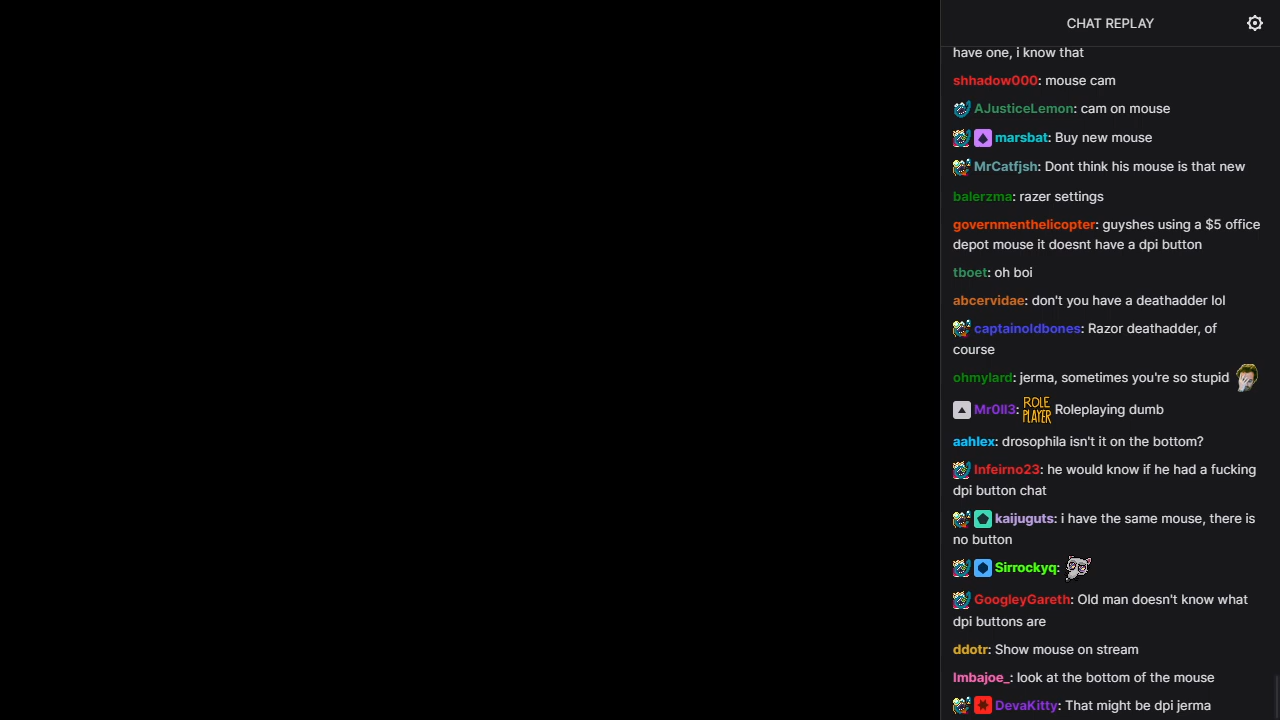 CHAT REPLAY
have one, i know that
shhadow000: mouse cam
AJusticeLemon: cam on mouse
marsbat: Buy new mouse
MrCatfjsh: Dont think his mouse is that new
balerzma: razer settings
governmenthelicopter: guyshes using a $5 office
depot mouse it doesnt have a dpi button
tboet: oh boi
abcervidae: don't you have a deathadder lol
captainoldbones: Razor deathadder, of
course
ohmylard: jerma, sometimes you're so stupid
Mr0ll3: ROLE PLAYER Roleplaying dumb
aahlex: drosophila isn't it on the bottom?
Infeirno23: he would know if he had a fucking
dpi button chat
kaijuguts: i have the same mouse, there is
no button
Sirrockyq:
GoogleyGareth: Old man doesn't know what
dpi buttons are
ddotr: Show mouse on stream
Imbajoe_: look at the bottom of the mouse
DevaKitty: That might be dpi jerma